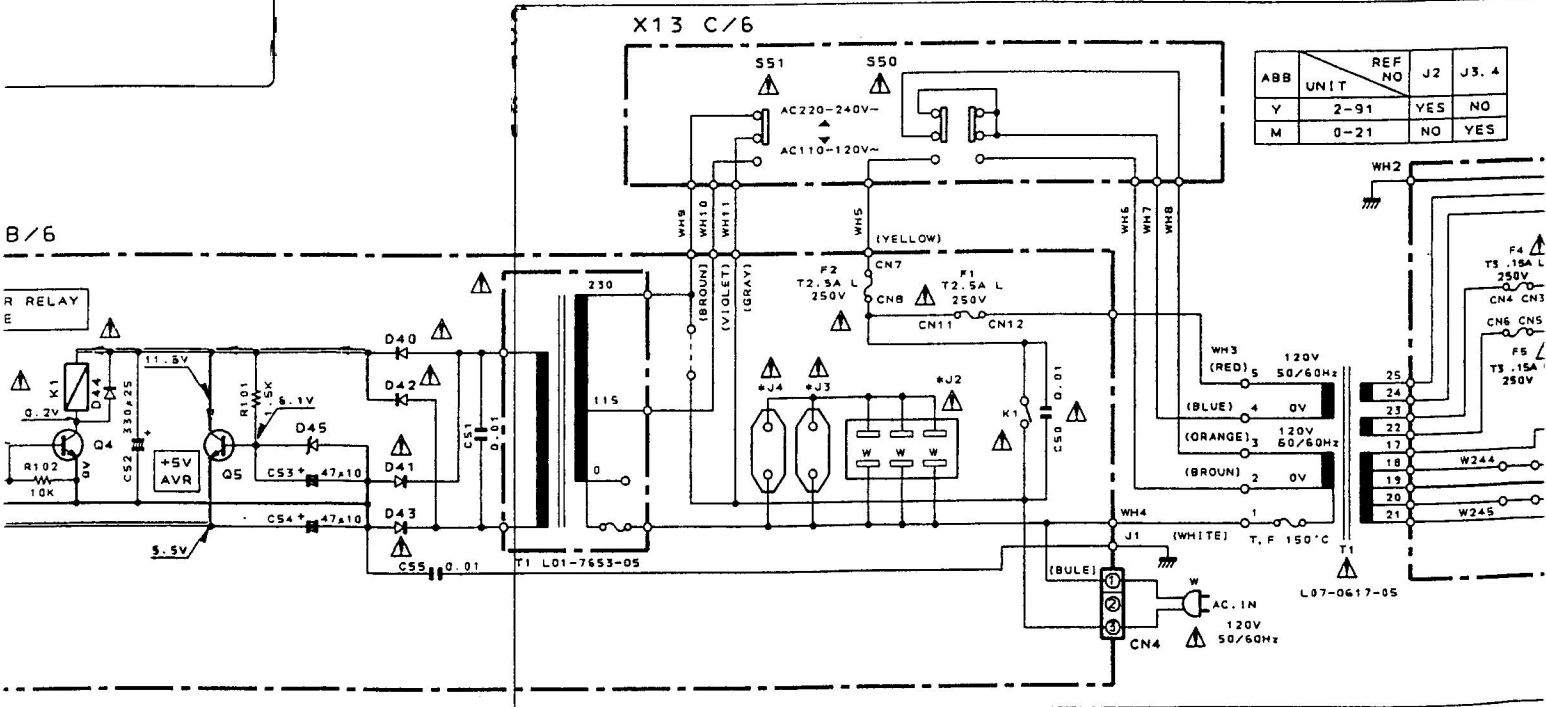 X13 C/6
S51
S50
AC220-240V~
AC110-120V~
ABB
UNIT
REF NO
J2
J3.4
Y
2-91
YES
NO
M
0-21
NO
YES
WH2
B/6
WH9
WH10
WH11
WH5
WH6
WH7
WH8
(YELLOW)
CN7
(BROUN)
(VIOLET)
(GRAY)
F2
T2.5A L
250V
CN8
F1
T2.5A L
250V
CN11
CN12
F4
T3.15A L
250V
CN4 CN3
CN6 CN5
F5
T3.15A
250V
R RELAY
E
230
115
0
D40
D42
D41
D43
D44
D45
K1
11.5V
0.2V
R101
1.5K
6.1V
C51
0.01
C52
330µ25
+
Q4
0V
R102
10K
+5V
AVR
Q5
C53+
47µ10
C54+
47µ10
5.5V
C55
0.01
T1 L01-7653-05
*J4
*J3
*J2
W
W
K1
C50
0.01
WH3
(RED)
5
120V
50/60Hz
(BLUE)
4
0V
(ORANGE)
3
120V
50/60Hz
(BROUN)
2
0V
WH4
1
(WHITE)
T.F 150°C
T1
L07-0617-05
J1
(BULE)
1
2
3
CN4
W
AC.IN
120V
50/60Hz
25
24
23
22
17
18
19
20
21
W244
W245